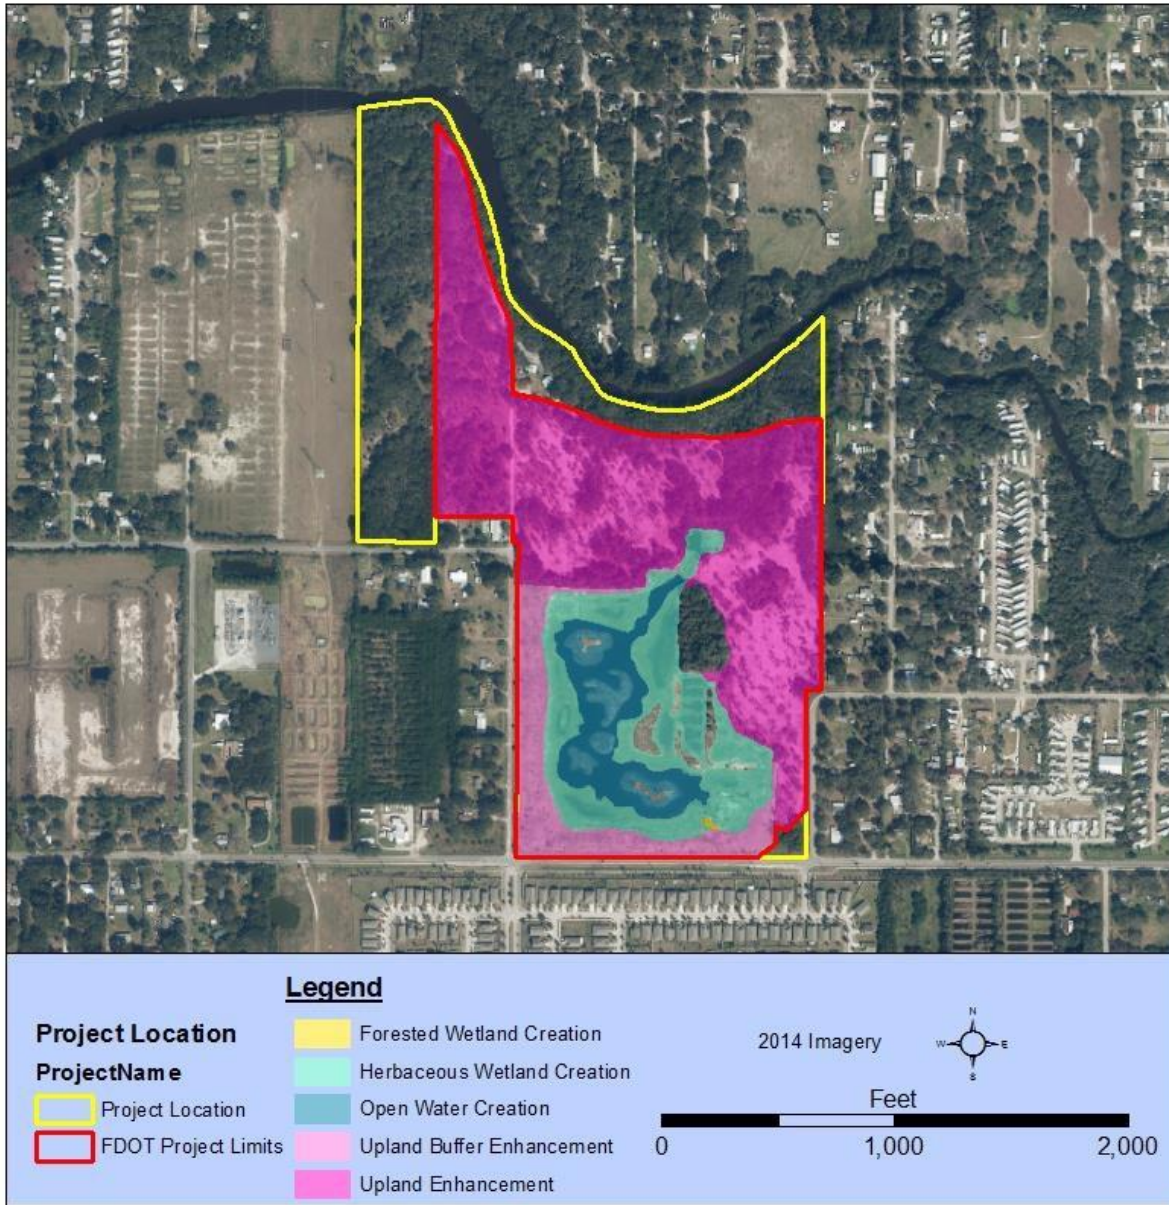 Legend
Project Location
ProjectName
Project Location
FDOT Project Limits
Forested Wetland Creation
Herbaceous Wetland Creation
Open Water Creation
Upland Buffer Enhancement
Upland Enhancement
2014 Imagery
N
W E
S
Feet
0 1,000 2,000